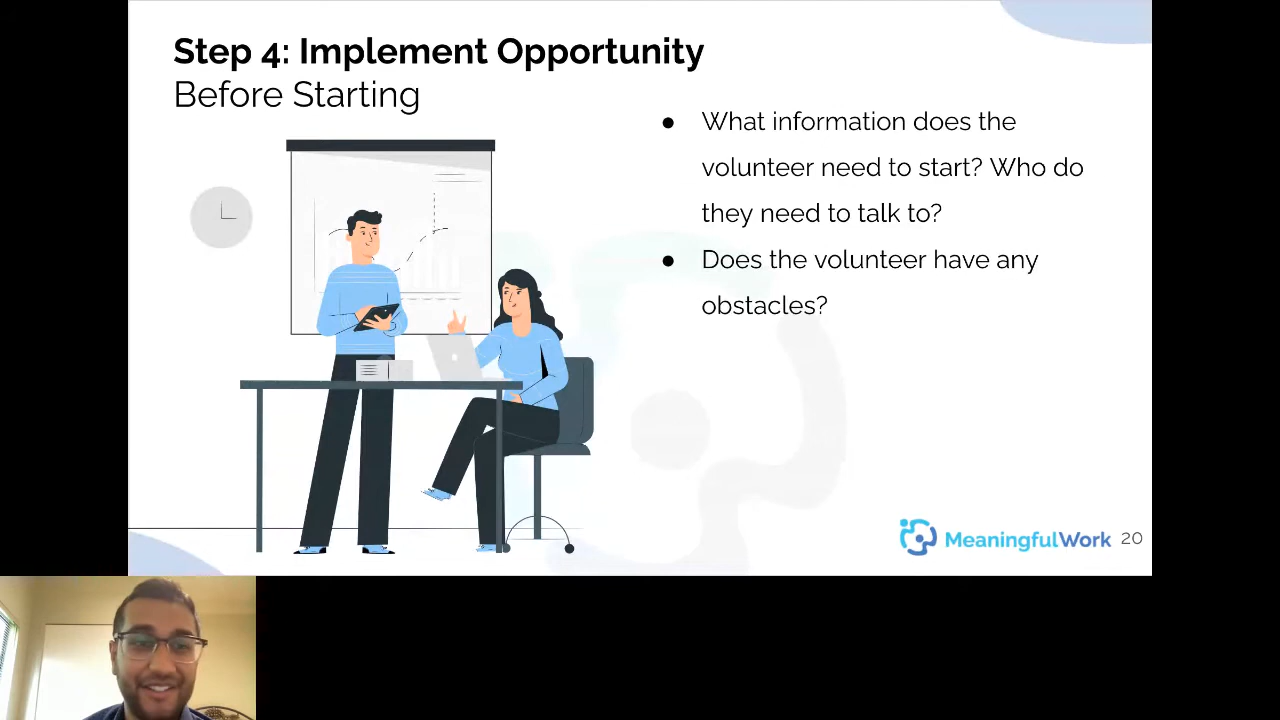 Step 4: Implement Opportunity
Before Starting
● What information does the
volunteer need to start? Who do
they need to talk to?
● Does the volunteer have any
obstacles?
MeaningfulWork 20